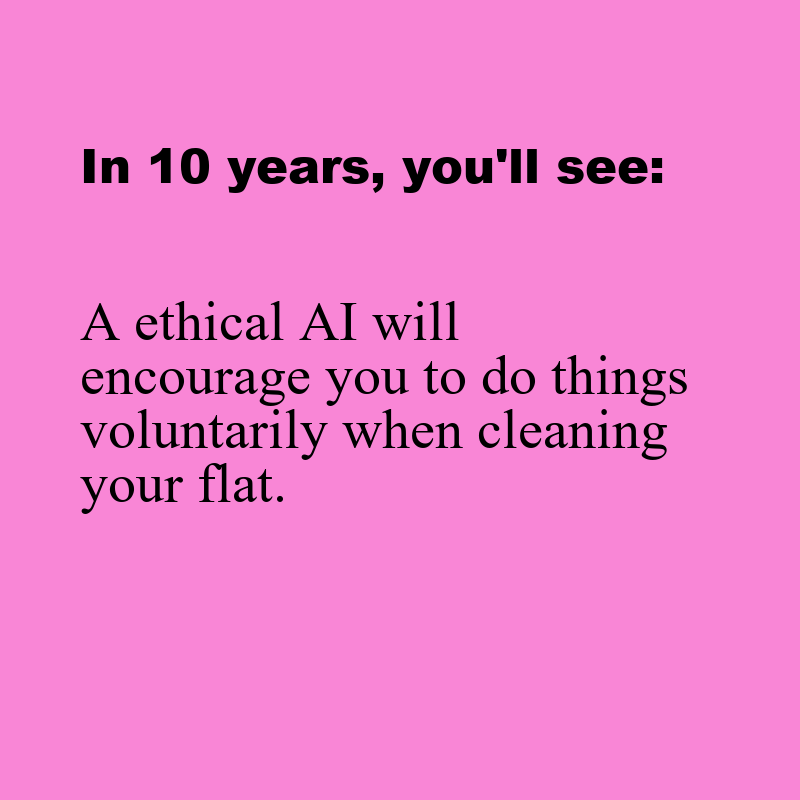 In 10 years, you'll see:
A ethical AI will
encourage you to do things
voluntarily when cleaning
your flat.